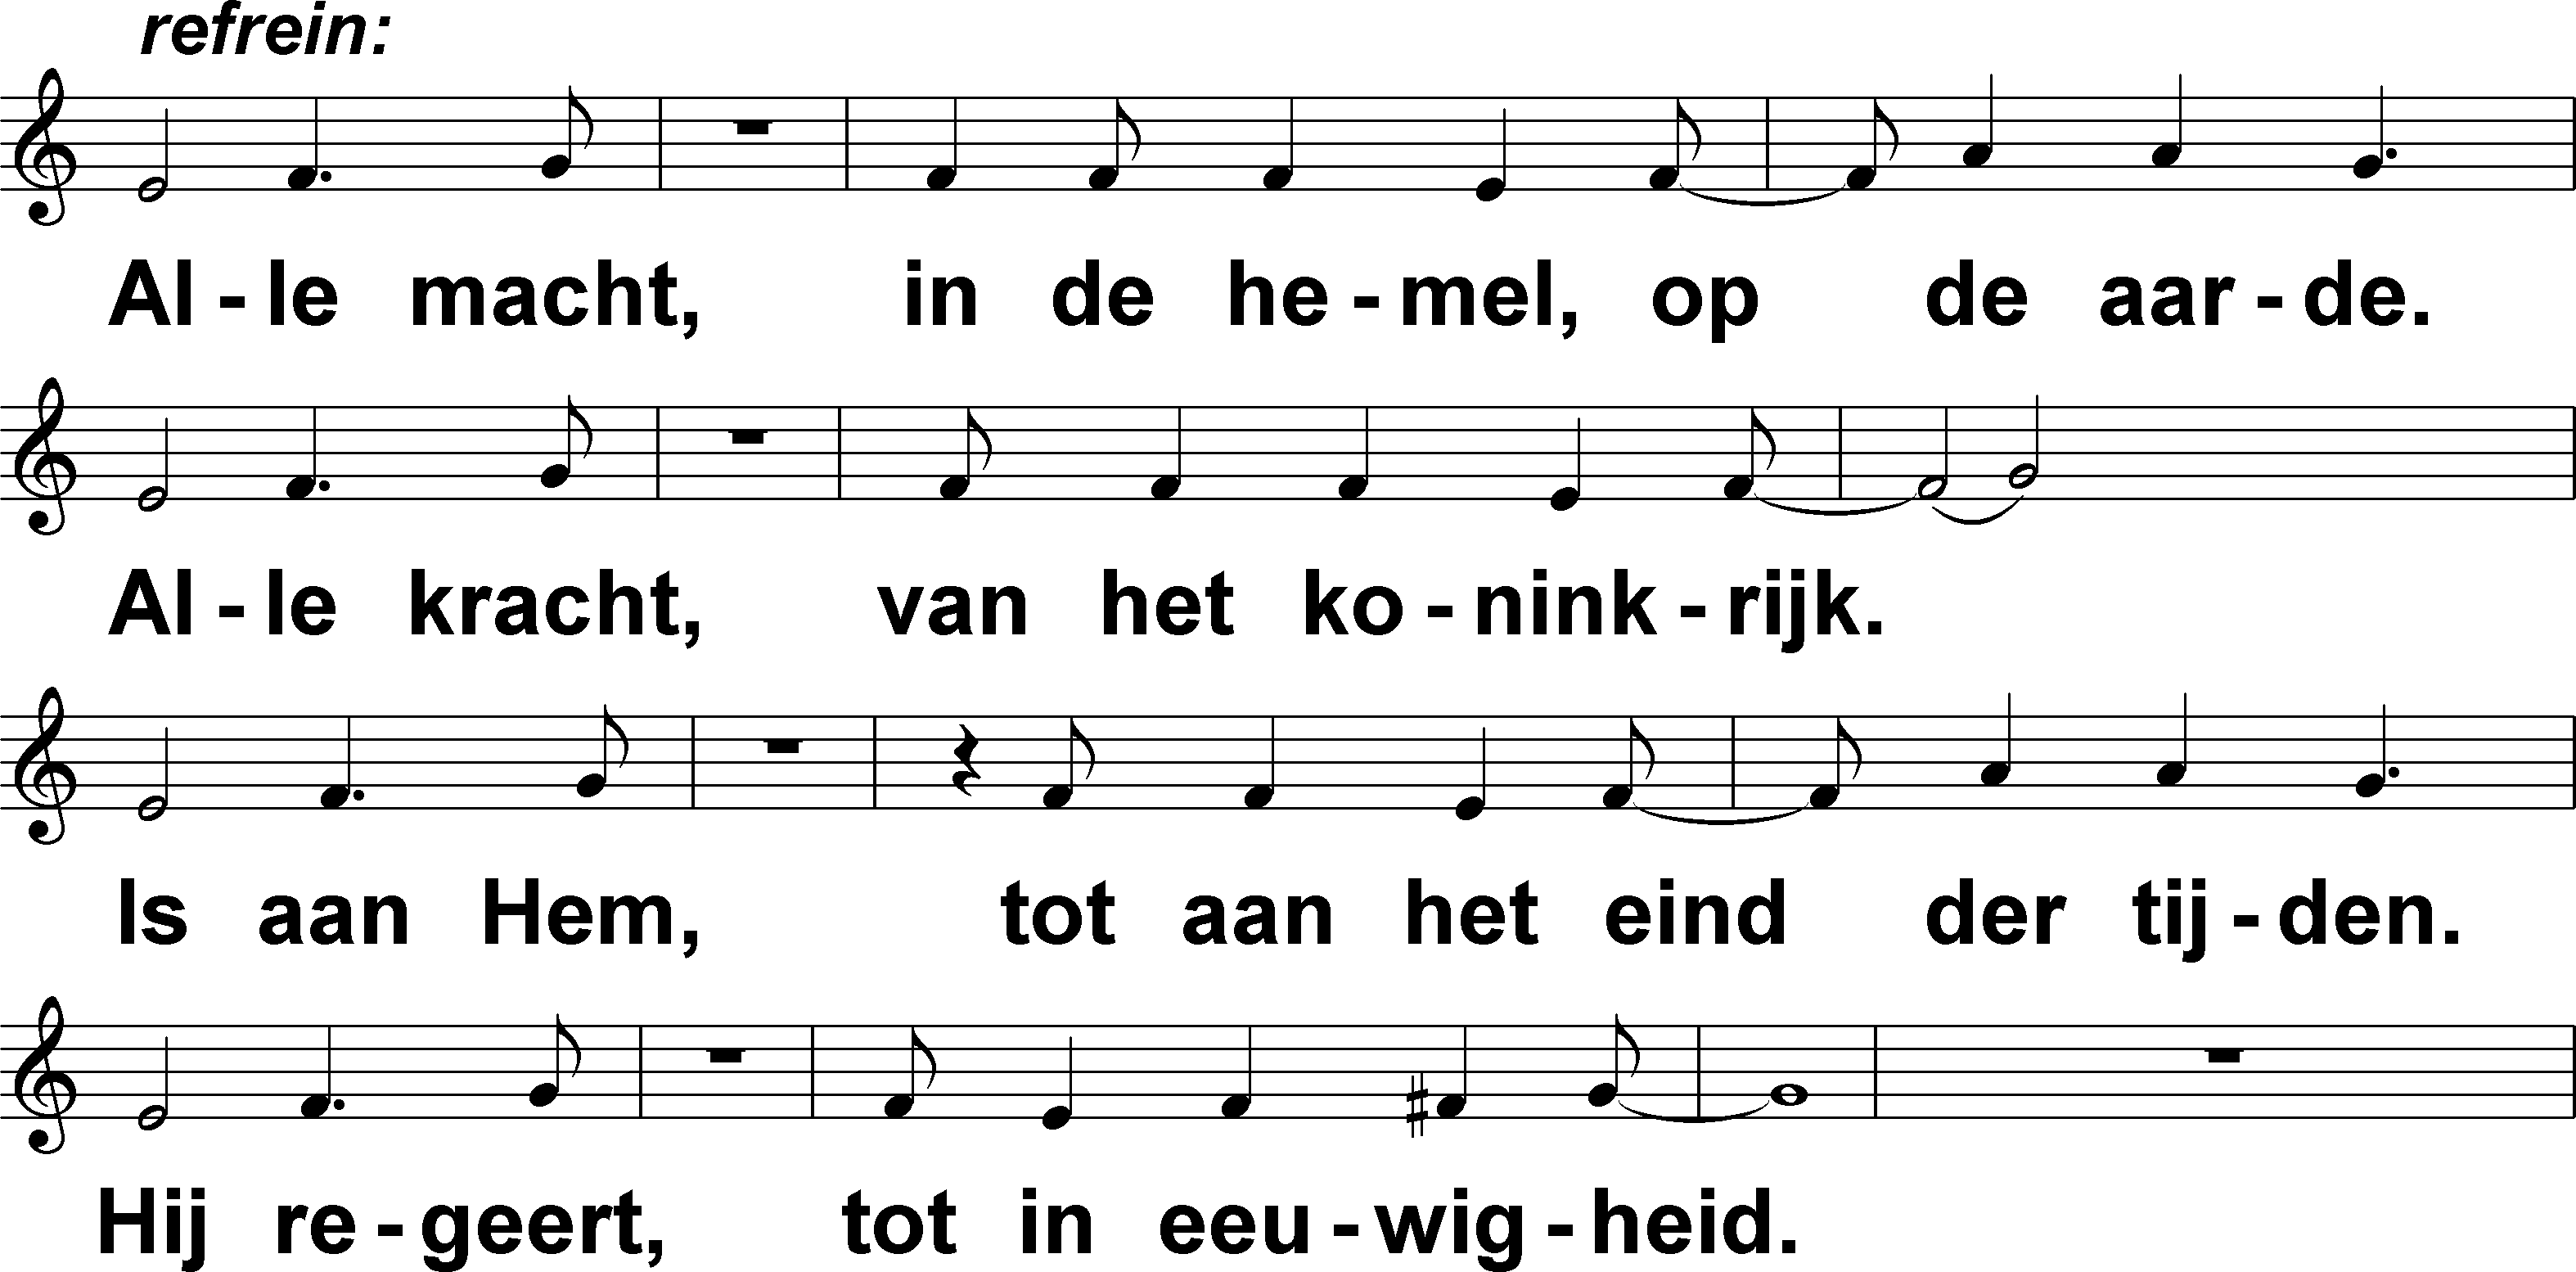 refrein:
Al - le macht, in de he - mel, op de aar - de.
Al - le kracht, van het ko - nink - rijk.
Is aan Hem, tot aan het eind der tij - den.
Hij re - geert, tot in eeu - wig - heid.